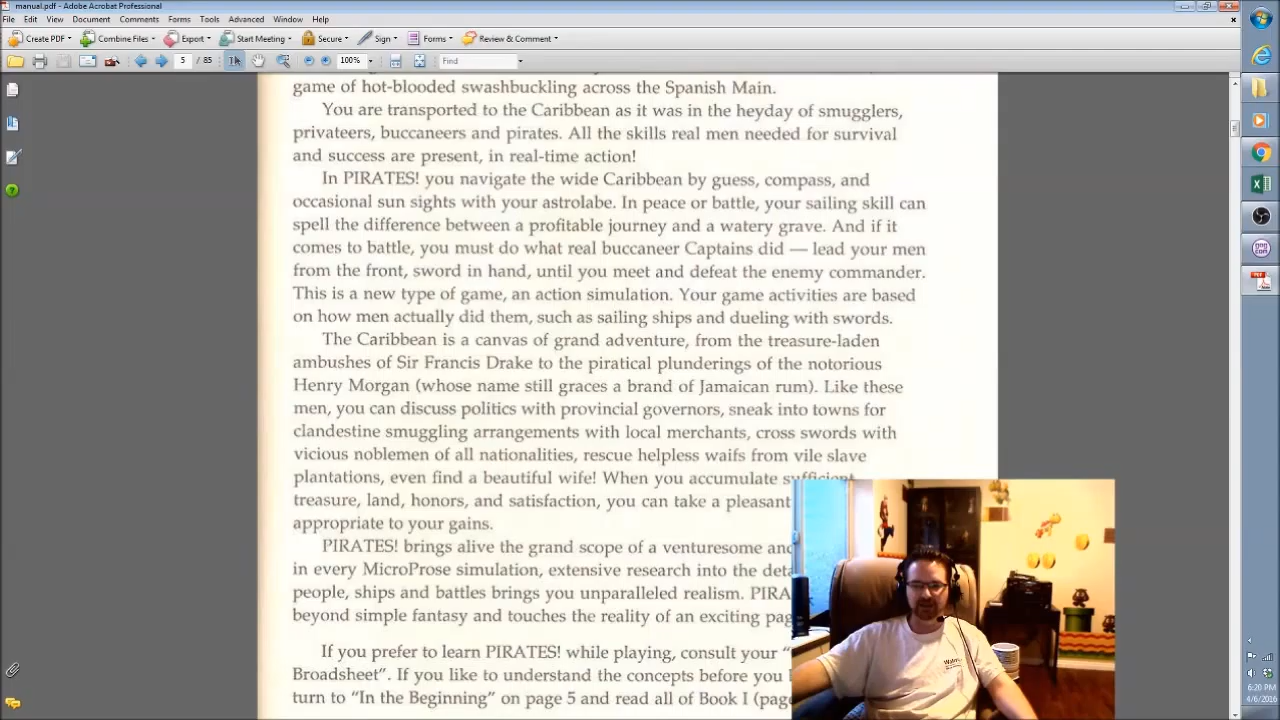 manual.pdf - Adobe Acrobat Professional
File Edit View Document Comments Forms Tools Advanced Window Help
Create PDF Combine Files Export Start Meeting Secure Sign Forms Review & Comment
5 / 85 100% Find
game of hot-blooded swashbuckling across the Spanish Main.
You are transported to the Caribbean as it was in the heyday of smugglers,
privateers, buccaneers and pirates. All the skills real men needed for survival
and success are present, in real-time action!
In PIRATES! you navigate the wide Caribbean by guess, compass, and
occasional sun sights with your astrolabe. In peace or battle, your sailing skill can
spell the difference between a profitable journey and a watery grave. And if it
comes to battle, you must do what real buccaneer Captains did — lead your men
from the front, sword in hand, until you meet and defeat the enemy commander.
This is a new type of game, an action simulation. Your game activities are based
on how men actually did them, such as sailing ships and dueling with swords.
The Caribbean is a canvas of grand adventure, from the treasure-laden
ambushes of Sir Francis Drake to the piratical plunderings of the notorious
Henry Morgan (whose name still graces a brand of Jamaican rum). Like these
men, you can discuss politics with provincial governors, sneak into towns for
clandestine smuggling arrangements with local merchants, cross swords with
vicious noblemen of all nationalities, rescue helpless waifs from vile slave
plantations, even find a beautiful wife! When you accumulate sufficient
treasure, land, honors, and satisfaction, you can take a pleasant
appropriate to your gains.
PIRATES! brings alive the grand scope of a venturesome and
in every MicroProse simulation, extensive research into the deta
people, ships and battles brings you unparalleled realism. PIRA
beyond simple fantasy and touches the reality of an exciting pag
If you prefer to learn PIRATES! while playing, consult your "
Broadsheet". If you like to understand the concepts before you
turn to "In the Beginning" on page 5 and read all of Book I (page
gog
com
6:20 PM
4/6/2016